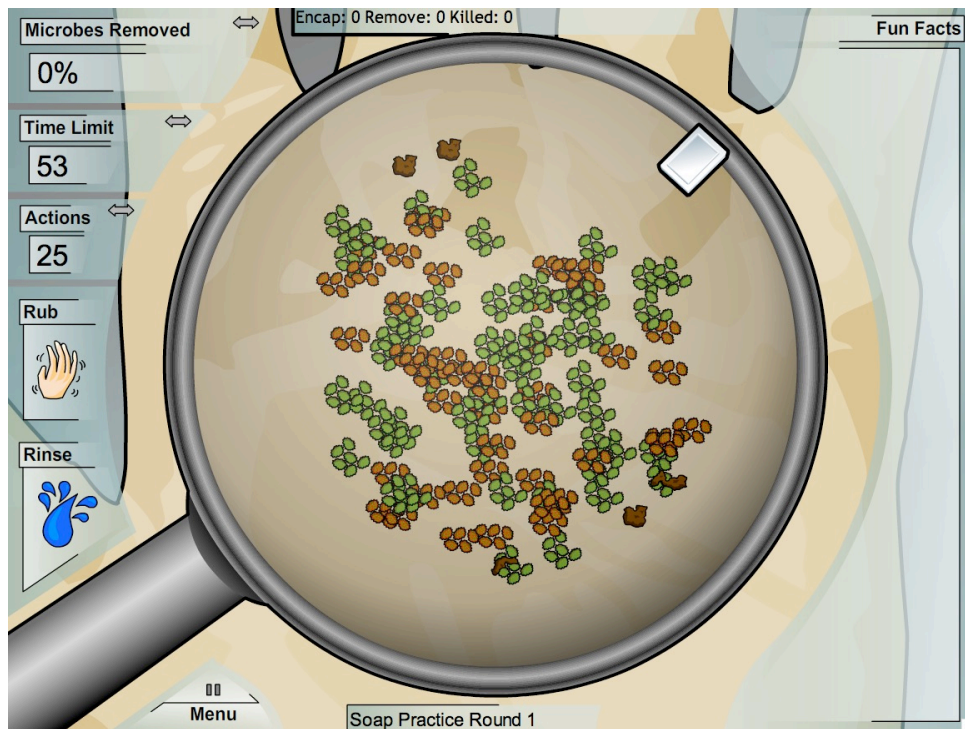 Encap: 0 Remove: 0 Killed: 0
Microbes Removed
0%
Time Limit
53
Actions
25
Rub
Rinse
Menu
Soap Practice Round 1
Fun Facts